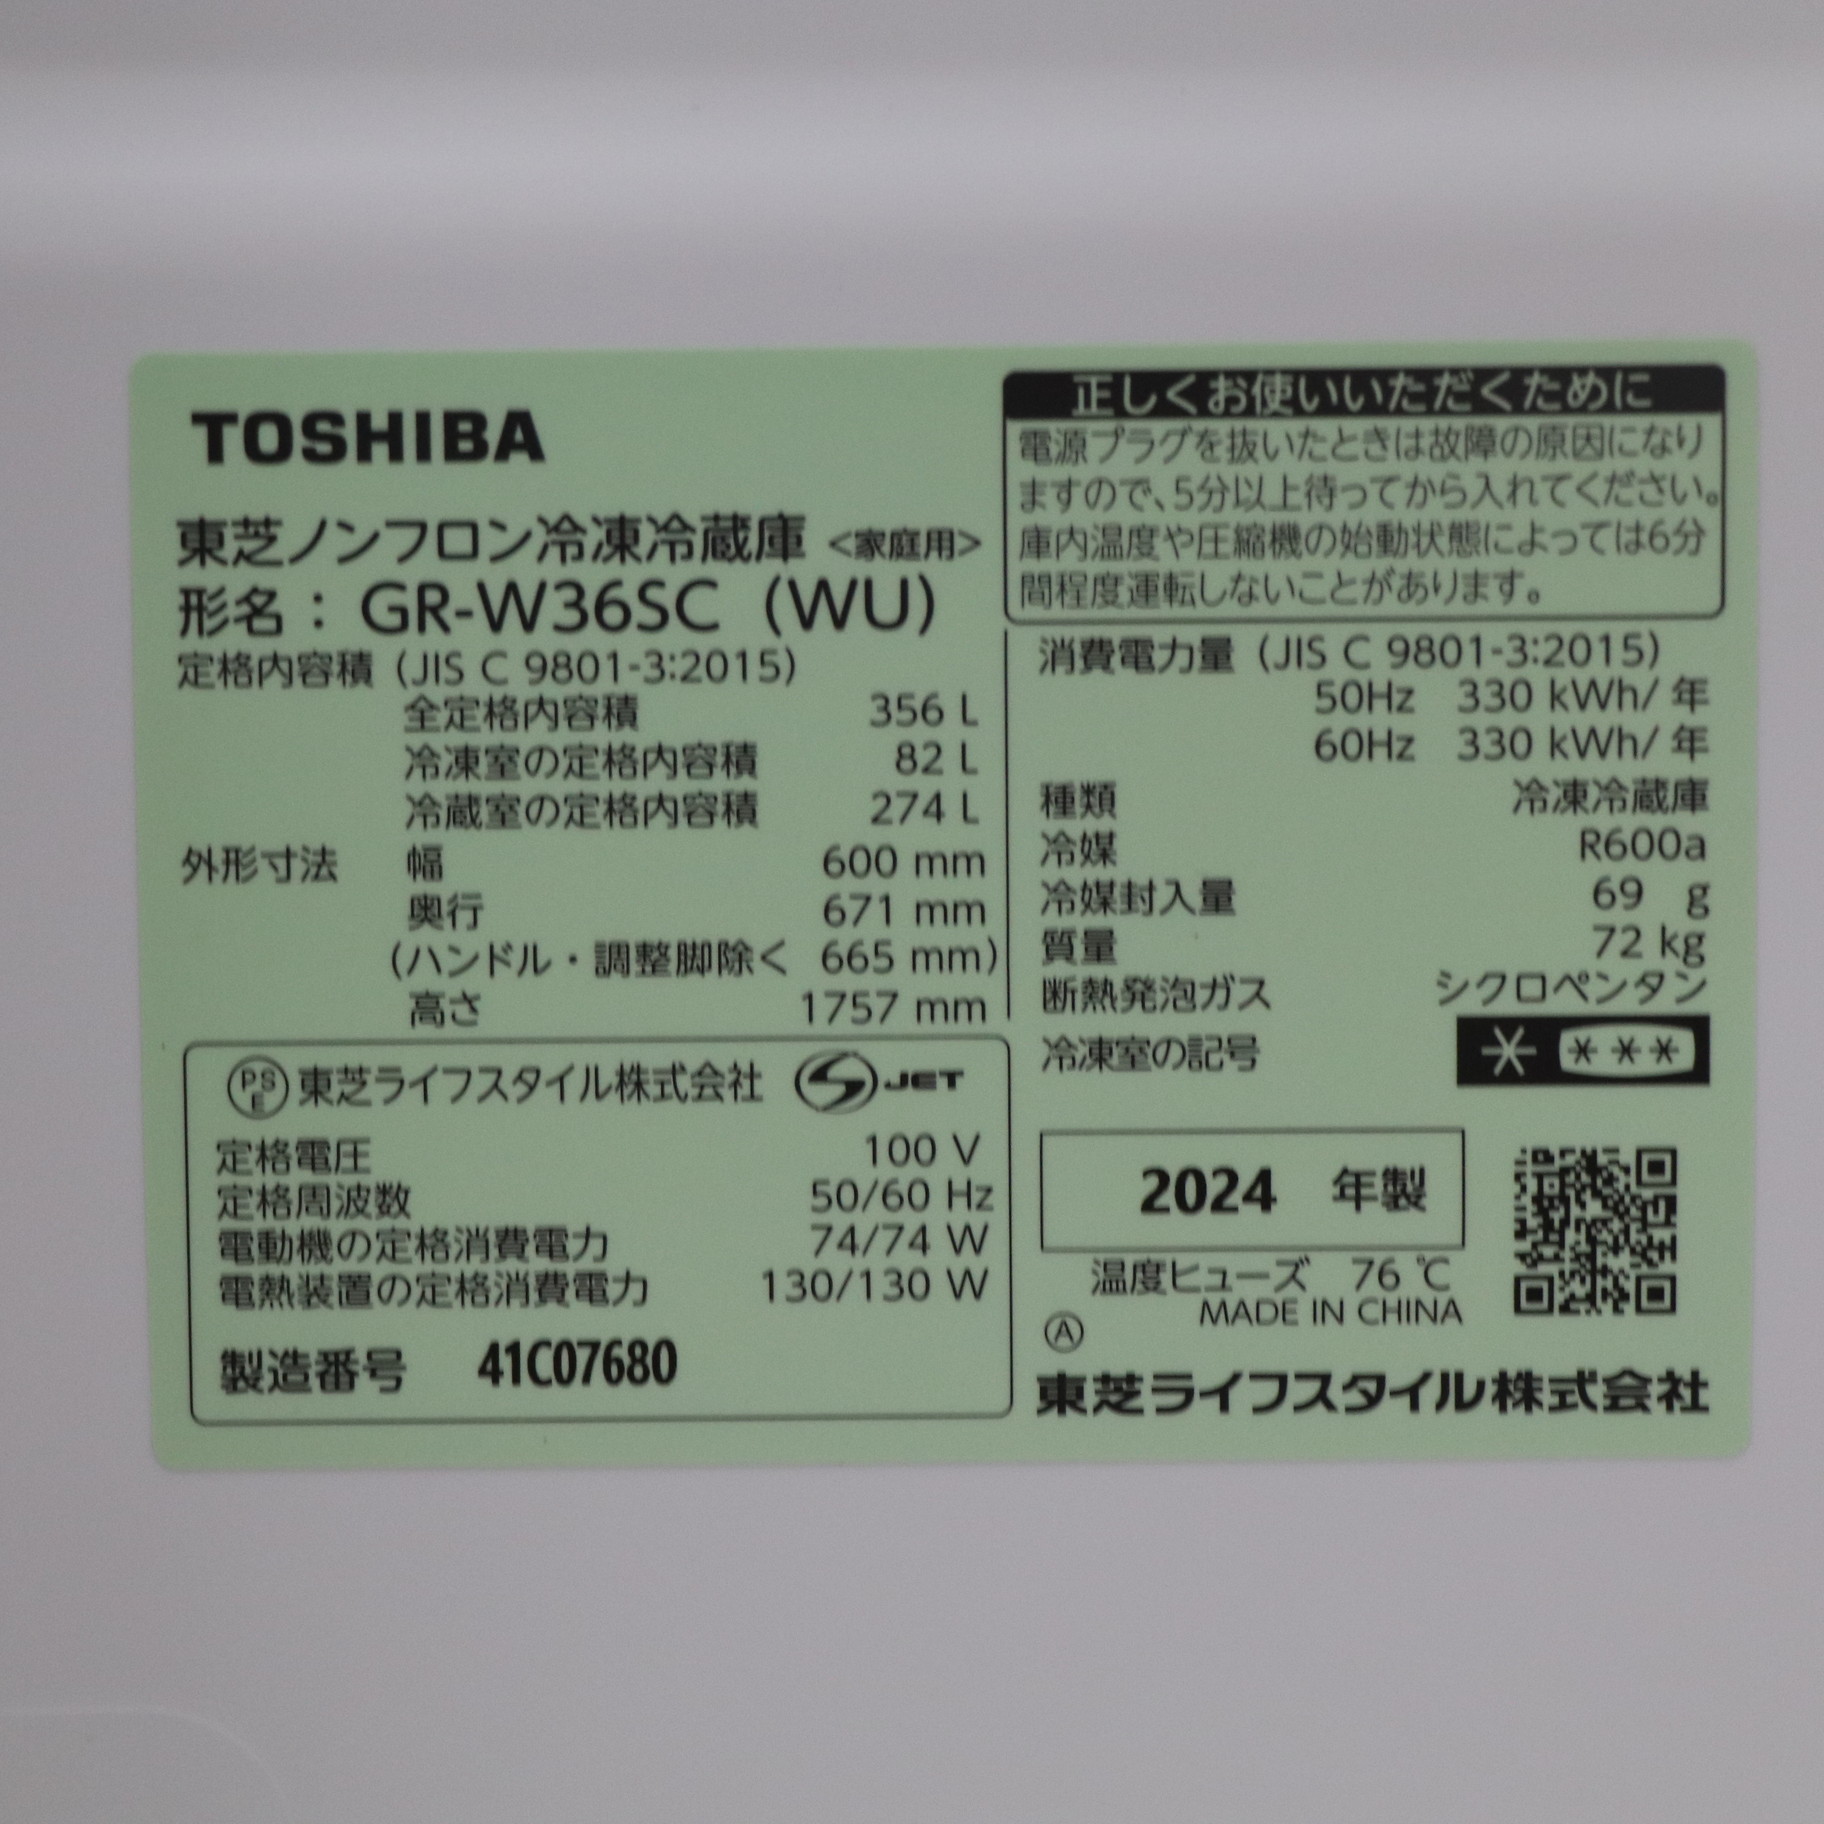 TOSHIBA
東芝ノンフロン冷凍冷蔵庫 <家庭用>
形名： GR-W36SC (WU)
定格内容積 (JIS C 9801-3:2015)
全定格内容積 356 L
冷凍室の定格内容積 82 L
冷蔵室の定格内容積 274 L
外形寸法 幅 600 mm
奥行 671 mm
(ハンドル・調整脚除く 665 mm)
高さ 1757 mm
PSE 東芝ライフスタイル株式会社 S JET
定格電圧 100 V
定格周波数 50/60 Hz
電動機の定格消費電力 74/74 W
電熱装置の定格消費電力 130/130 W
製造番号 41C07680
正しくお使いいただくために
電源プラグを抜いたときは故障の原因になり
ますので、5分以上待ってから入れてください。
庫内温度や圧縮機の始動状態によっては6分
間程度運転しないことがあります。
消費電力量 (JIS C 9801-3:2015)
50Hz 330 kWh/年
60Hz 330 kWh/年
種類 冷凍冷蔵庫
冷媒 R600a
冷媒封入量 69 g
質量 72 kg
断熱発泡ガス シクロペンタン
冷凍室の記号 * ***
2024 年製
温度ヒューズ 76 ℃
MADE IN CHINA
Ⓐ
東芝ライフスタイル株式会社